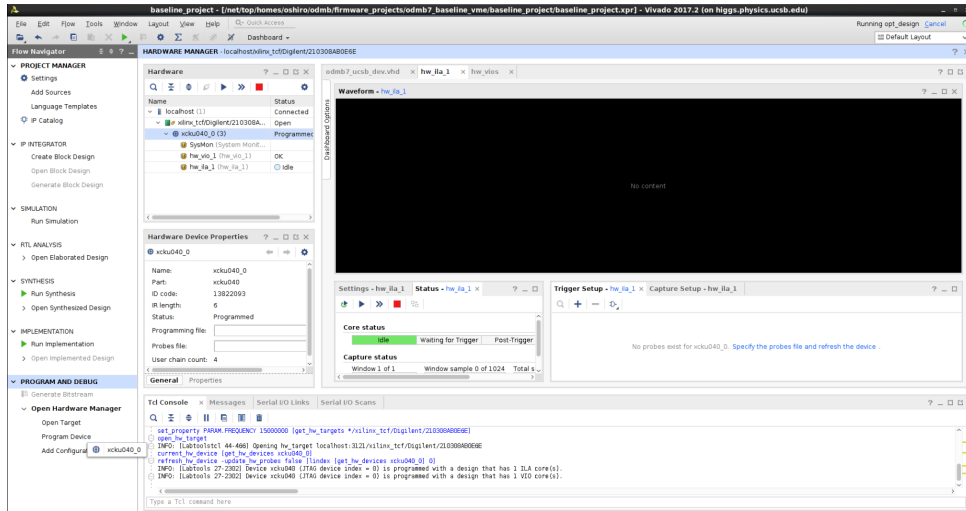 baseline_project - [/net/top/homes/oshiro/odmb/firmware_projects/odmb7_baseline_vme/baseline_project/baseline_project.xpr] - Vivado 2017.2 (on higgs.physics.ucsb.edu)
File Edit Flow Tools Window Layout View Help Q- Quick Access Running opt_design Cancel
Dashboard Default Layout
Flow Navigator HARDWARE MANAGER - localhost/xilinx_tcf/Digilent/210308AB0E6E
PROJECT MANAGER
Settings
Add Sources
Language Templates
IP Catalog
IP INTEGRATOR
Create Block Design
Open Block Design
Generate Block Design
SIMULATION
Run Simulation
RTL ANALYSIS
Open Elaborated Design
SYNTHESIS
Run Synthesis
Open Synthesized Design
IMPLEMENTATION
Run Implementation
Open Implemented Design
PROGRAM AND DEBUG
Generate Bitstream
Open Hardware Manager
Open Target
Program Device
Add Configura
xcku040_0
Hardware
Name Status
localhost (1) Connected
xilinx_tcf/Digilent/210308A... Open
xcku040_0 (3) Programmed
SysMon (System Monit...
hw_vio_1 (hw_vio_1) OK
hw_ila_1 (hw_ila_1) Idle
Hardware Device Properties
xcku040_0
Name: xcku040_0
Part: xcku040
ID code: 13822093
IR length: 6
Status: Programmed
Programming file:
Probes file:
User chain count: 4
General Properties
odmb7_ucsb_dev.vhd hw_ila_1 hw_vios
Dashboard Options
Waveform - hw_ila_1
No content
Settings - hw_ila_1 Status - hw_ila_1
Core status
Idle Waiting for Trigger Post-Trigger
Capture status
Window 1 of 1 Window sample 0 of 1024 Total s
Trigger Setup - hw_ila_1 Capture Setup - hw_ila_1
No probes exist for xcku040_0. Specify the probes file and refresh the device .
Tcl Console Messages Serial I/O Links Serial I/O Scans
set_property PARAM.FREQUENCY 15000000 [get_hw_targets */xilinx_tcf/Digilent/210308AB0E6E]
open_hw_target
INFO: [Labtoolstcl 44-466] Opening hw_target localhost:3121/xilinx_tcf/Digilent/210308AB0E6E
current_hw_device [get_hw_devices xcku040_0]
refresh_hw_device -update_hw_probes false [lindex [get_hw_devices xcku040_0] 0]
INFO: [Labtools 27-2302] Device xcku040 (JTAG device index = 0) is programmed with a design that has 1 ILA core(s).
INFO: [Labtools 27-2302] Device xcku040 (JTAG device index = 0) is programmed with a design that has 1 VIO core(s).
Type a Tcl command here